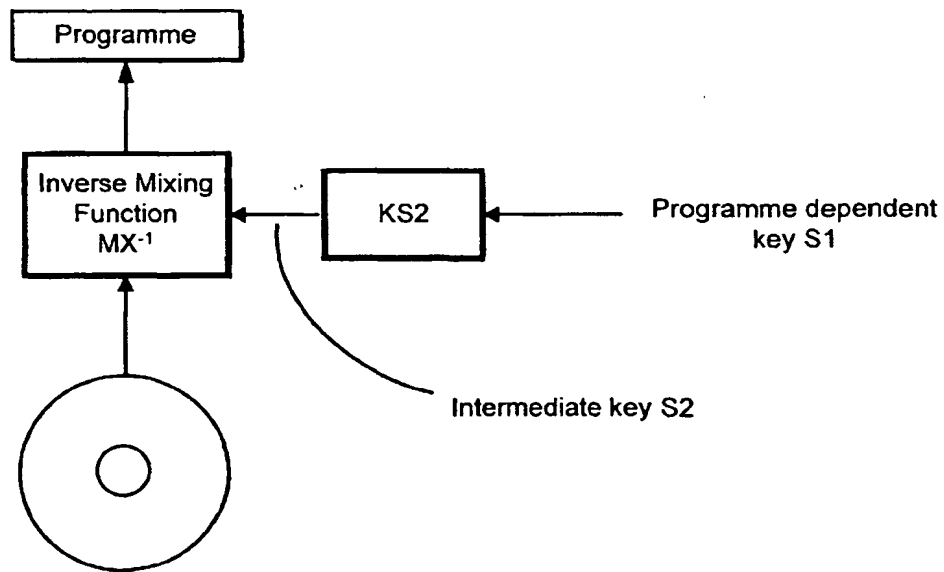 Programme
Inverse Mixing
Function
MX⁻¹
KS2
Programme dependent
key S1
Intermediate key S2